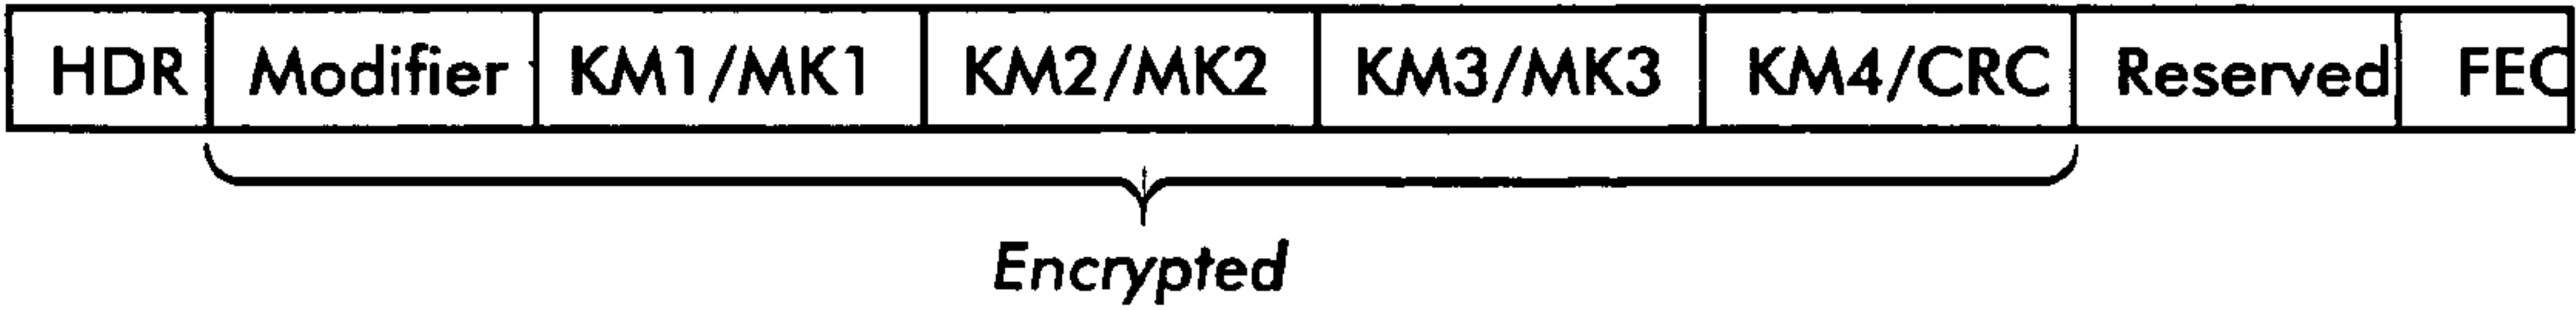 HDR Modifier KM1/MK1 KM2/MK2 KM3/MK3 KM4/CRC Reserved FEC
Encrypted